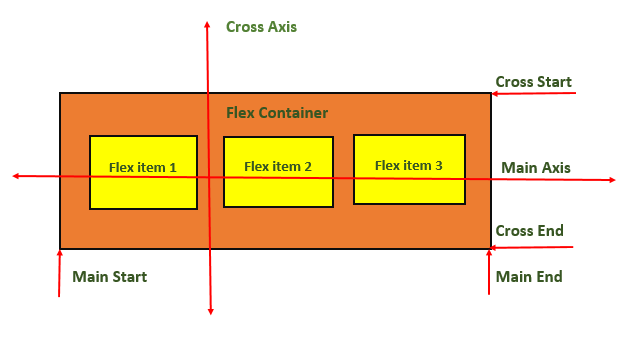 Cross Axis
Cross Start
Flex Container
Flex item 1
Flex item 2
Flex item 3
Main Axis
Cross End
Main Start
Main End